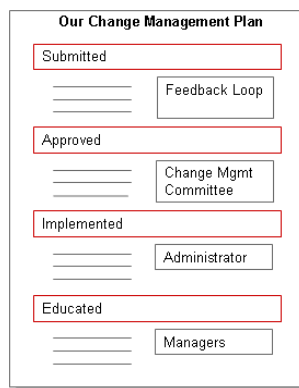 Our Change Management Plan
Submitted
Feedback Loop
Approved
Change Mgmt
Committee
Implemented
Administrator
Educated
Managers